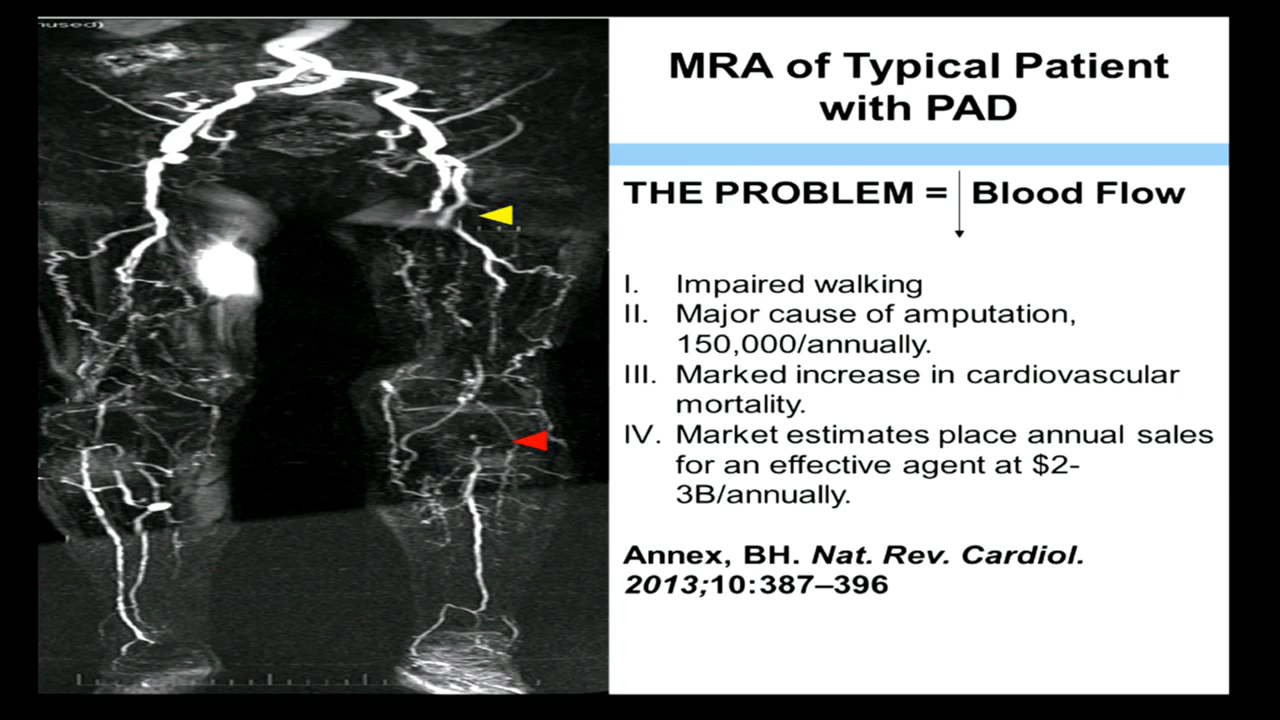 MRA of Typical Patient
with PAD
THE PROBLEM = Blood Flow
I. Impaired walking
II. Major cause of amputation,
150,000/annually.
III. Marked increase in cardiovascular
mortality.
IV. Market estimates place annual sales
for an effective agent at $2-
3B/annually.
Annex, BH. Nat. Rev. Cardiol.
2013;10:387–396